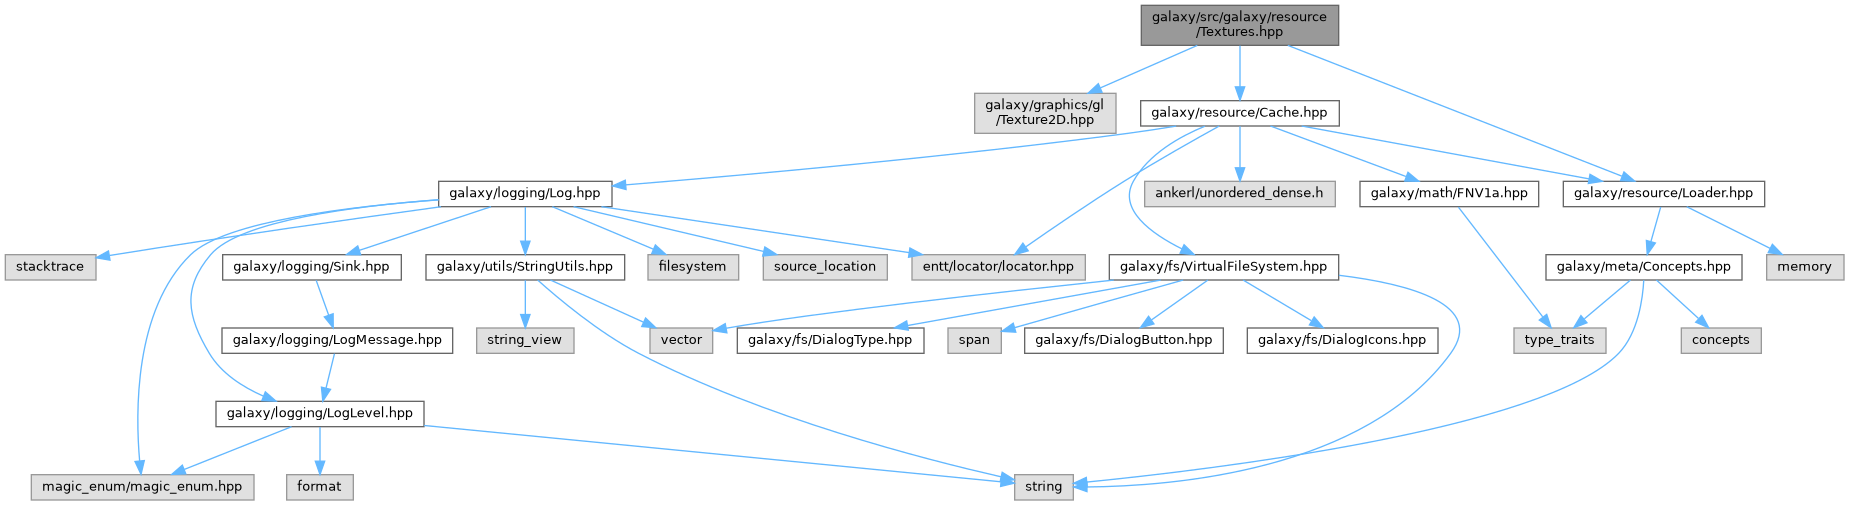 galaxy/src/galaxy/resource
/Textures.hpp
galaxy/graphics/gl
/Texture2D.hpp
galaxy/resource/Cache.hpp
galaxy/logging/Log.hpp
ankerl/unordered_dense.h
galaxy/math/FNV1a.hpp
galaxy/resource/Loader.hpp
stacktrace
galaxy/logging/Sink.hpp
galaxy/utils/StringUtils.hpp
filesystem
source_location
entt/locator/locator.hpp
galaxy/fs/VirtualFileSystem.hpp
galaxy/meta/Concepts.hpp
memory
galaxy/logging/LogMessage.hpp
string_view
vector
galaxy/fs/DialogType.hpp
span
galaxy/fs/DialogButton.hpp
galaxy/fs/DialogIcons.hpp
type_traits
concepts
galaxy/logging/LogLevel.hpp
magic_enum/magic_enum.hpp
format
string